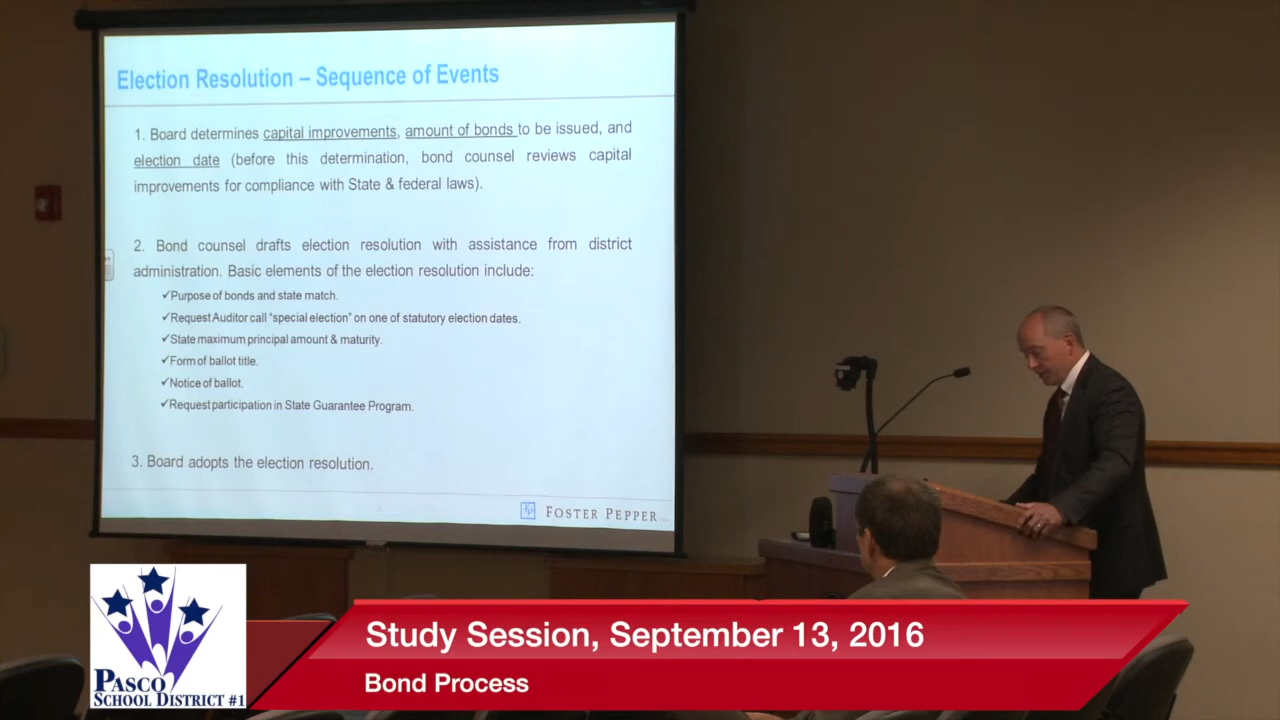 Election Resolution – Sequence of Events
1. Board determines capital improvements, amount of bonds to be issued, and
election date (before this determination, bond counsel reviews capital
improvements for compliance with State & federal laws).
2. Bond counsel drafts election resolution with assistance from district
administration. Basic elements of the election resolution include:
✓Purpose of bonds and state match.
✓Request Auditor call "special election" on one of statutory election dates.
✓State maximum principal amount & maturity.
✓Form of ballot title.
✓Notice of ballot.
✓Request participation in State Guarantee Program.
3. Board adopts the election resolution.
FOSTER PEPPER
Study Session, September 13, 2016
Bond Process
PASCO
SCHOOL DISTRICT #1